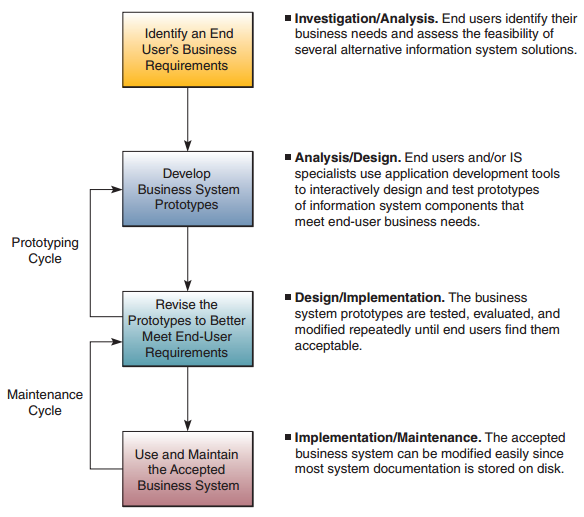 Identify an End
User's Business
Requirements
■ Investigation/Analysis. End users identify their
business needs and assess the feasibility of
several alternative information system solutions.
Develop
Business System
Prototypes
■ Analysis/Design. End users and/or IS
specialists use application development tools
to interactively design and test prototypes
of information system components that
meet end-user business needs.
Prototyping
Cycle
Revise the
Prototypes to Better
Meet End-User
Requirements
■ Design/Implementation. The business
system prototypes are tested, evaluated, and
modified repeatedly until end users find them
acceptable.
Maintenance
Cycle
Use and Maintain
the Accepted
Business System
■ Implementation/Maintenance. The accepted
business system can be modified easily since
most system documentation is stored on disk.